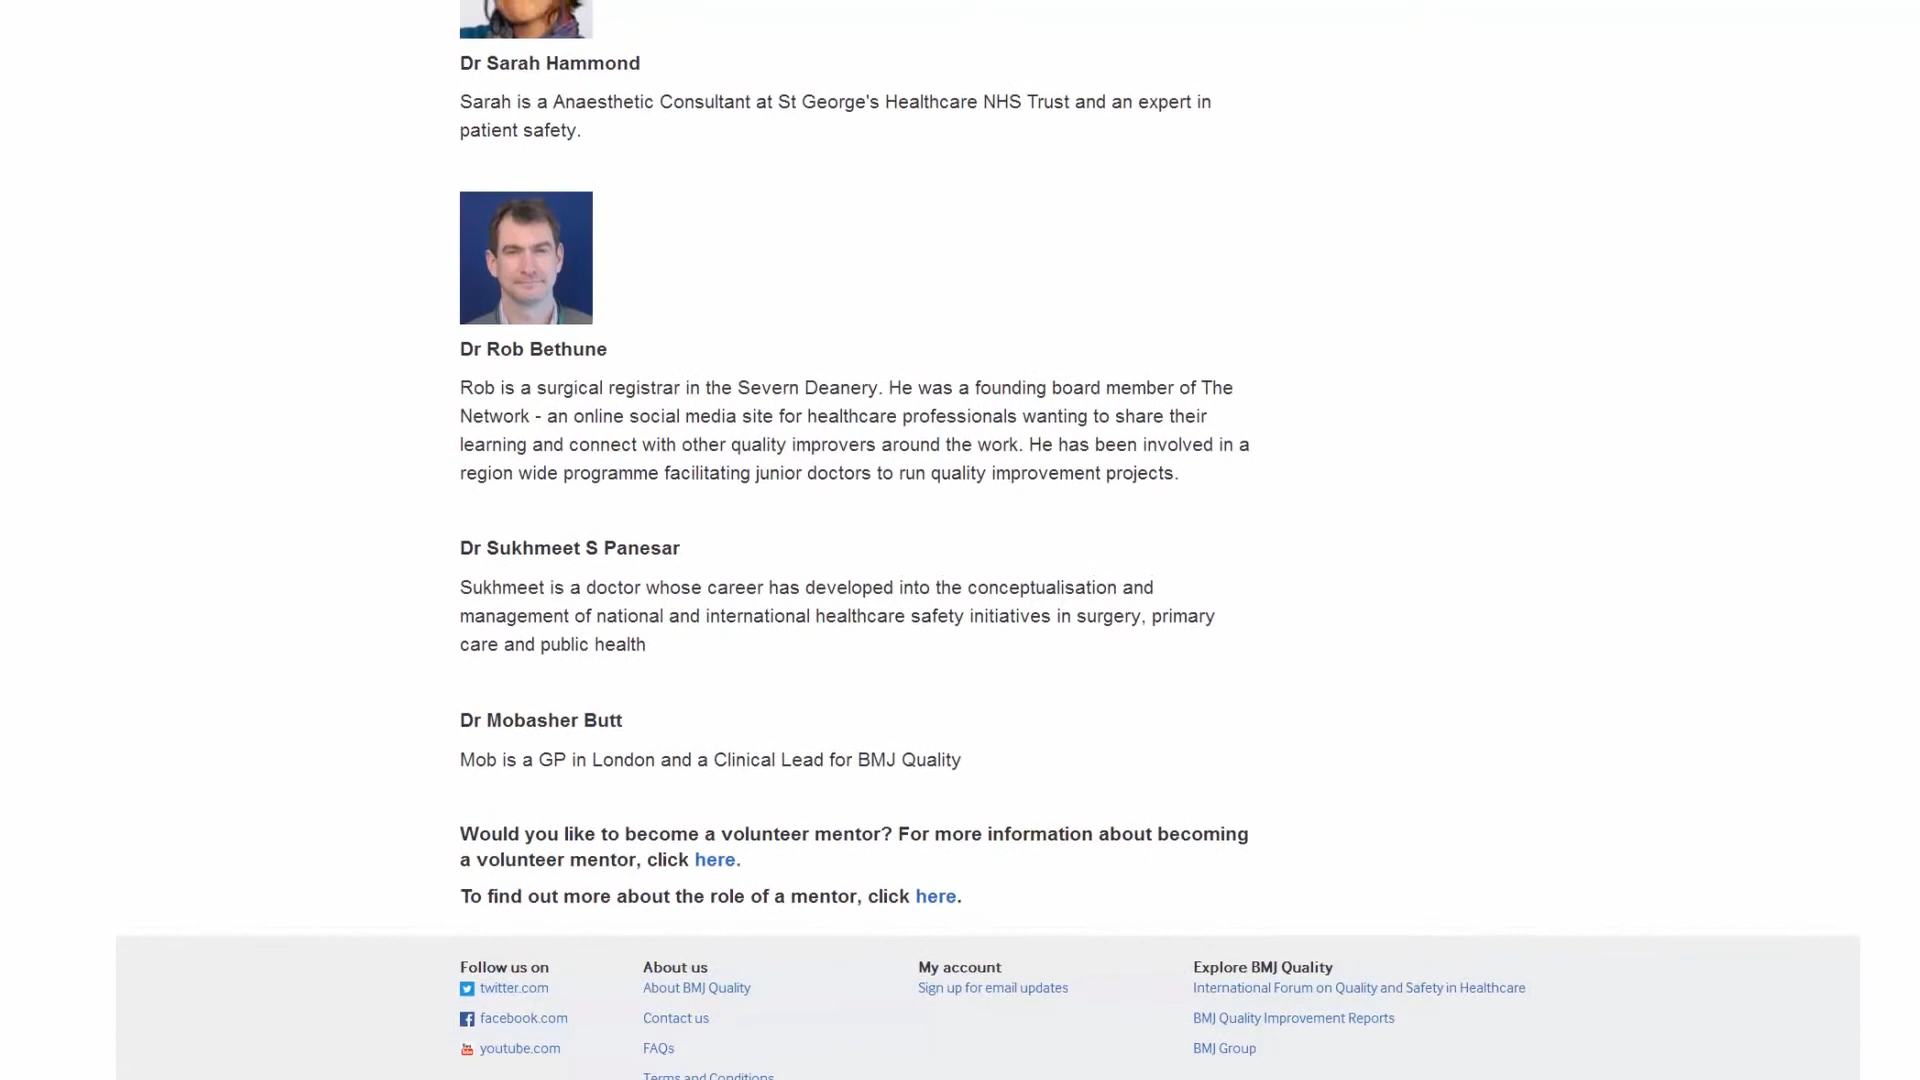 Dr Sarah Hammond
Sarah is a Anaesthetic Consultant at St George's Healthcare NHS Trust and an expert in
patient safety.
Dr Rob Bethune
Rob is a surgical registrar in the Severn Deanery. He was a founding board member of The
Network - an online social media site for healthcare professionals wanting to share their
learning and connect with other quality improvers around the work. He has been involved in a
region wide programme facilitating junior doctors to run quality improvement projects.
Dr Sukhmeet S Panesar
Sukhmeet is a doctor whose career has developed into the conceptualisation and
management of national and international healthcare safety initiatives in surgery, primary
care and public health
Dr Mobasher Butt
Mob is a GP in London and a Clinical Lead for BMJ Quality
Would you like to become a volunteer mentor? For more information about becoming
a volunteer mentor, click here.
To find out more about the role of a mentor, click here.
Follow us on
twitter.com
facebook.com
youtube.com
About us
About BMJ Quality
Contact us
FAQs
Terms and Conditions
My account
Sign up for email updates
Explore BMJ Quality
International Forum on Quality and Safety in Healthcare
BMJ Quality Improvement Reports
BMJ Group